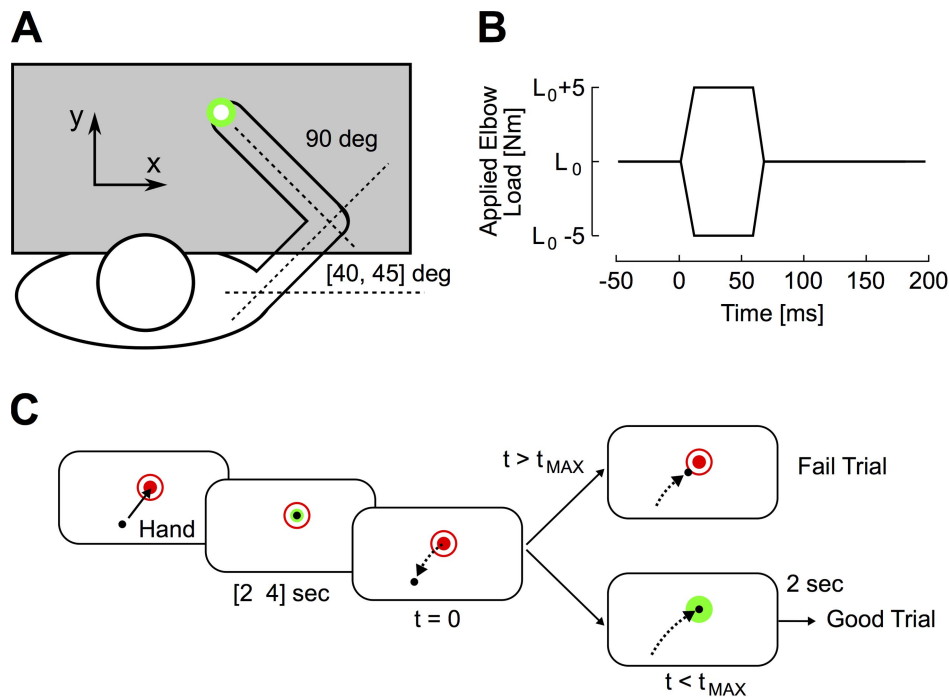 A
y
x
90 deg
[40, 45] deg
B
Applied Elbow
Load [Nm]
L₀+5
L₀
L₀ -5
-50 0 50 100 150 200
Time [ms]
C
Hand
[2 4] sec
t = 0
t > tMAX
Fail Trial
2 sec
Good Trial
t < tMAX